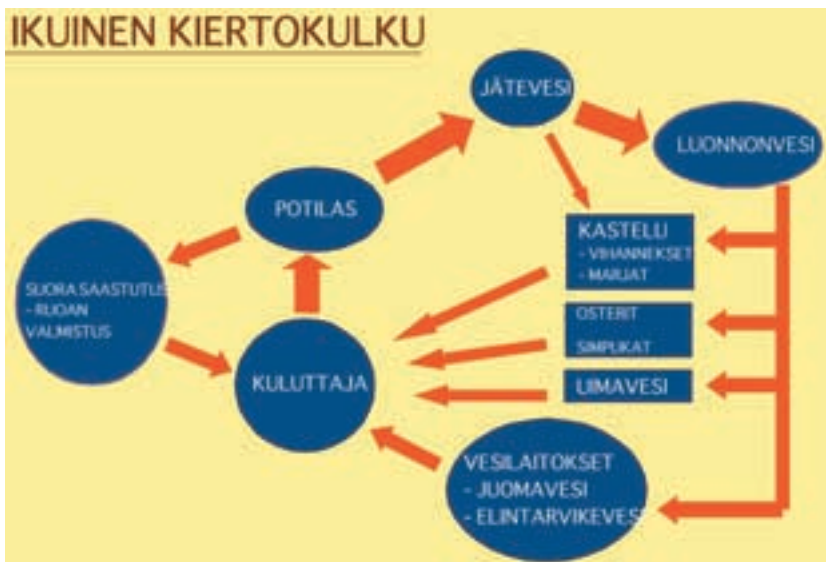 IKUINEN KIERTOKULKU
JÄTEVESI
LUONNONVESI
POTILAS
KASTELU
- VIHANNEKSET
- MARJAT
SUORA SAASTUTUS
- RUOAN
VALMISTUS
OSTERIT
SIMPUKAT
KULUTTAJA
UIMAVESI
VESILAITOKSET
- JUOMAVESI
- ELINTARVIKEVESI